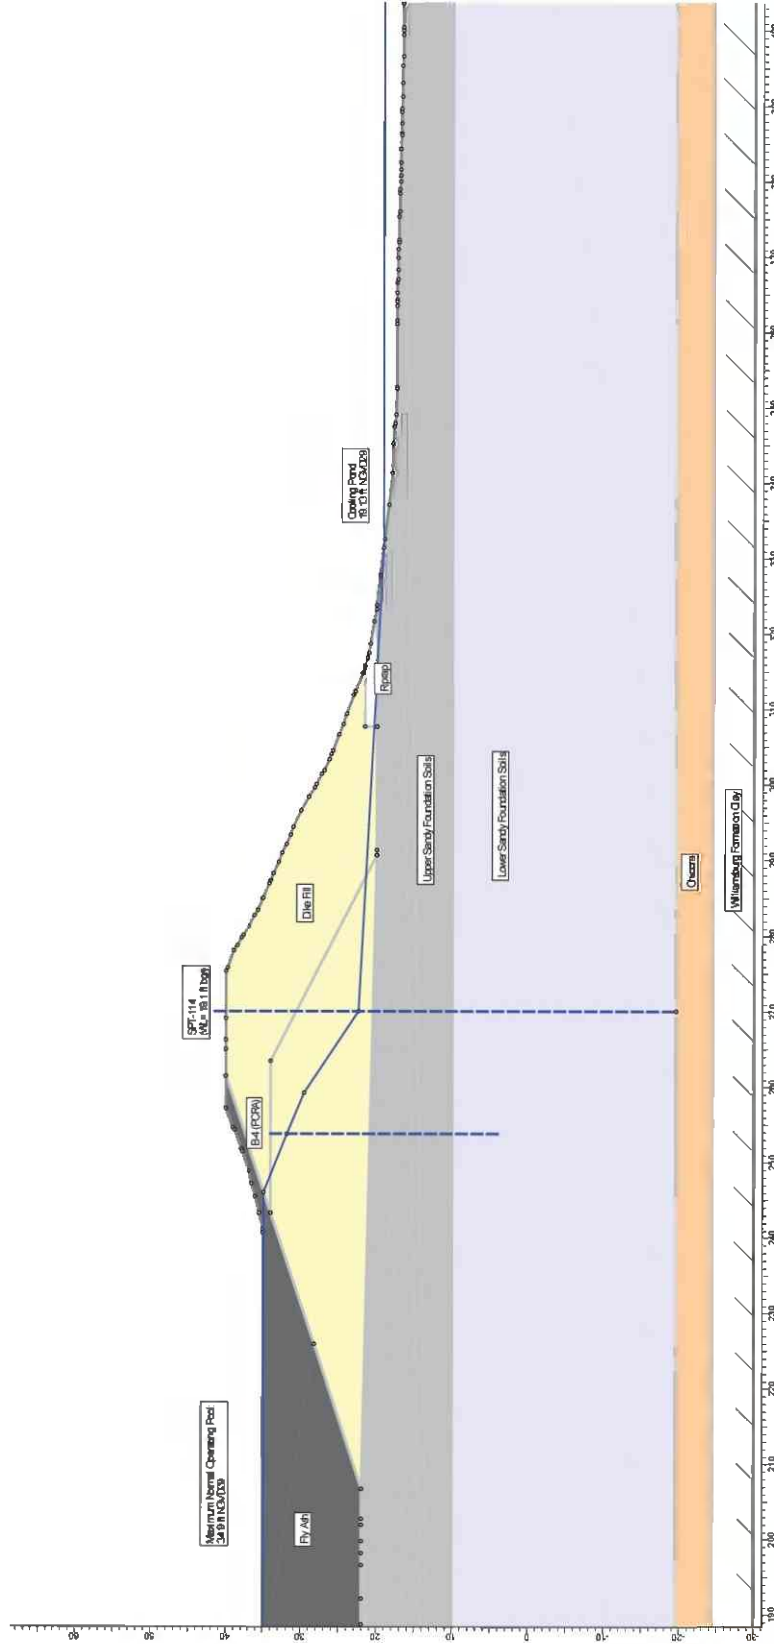 Maximum Normal Operating Pool
34.9 ft NGVD29
SPT-114
(WL = 19.1 ft bgs)
B-4 (PCRA)
Cooling Pond
19.13 ft NGVD29
Fly Ash
Dike Fill
Riprap
Upper Sandy Foundation Soils
Lower Sandy Foundation Soils
Chicora
Williamsburg Formation Clay
40
30
20
10
0
-10
-20
-30
190
200
210
220
230
240
250
260
270
280
290
300
310